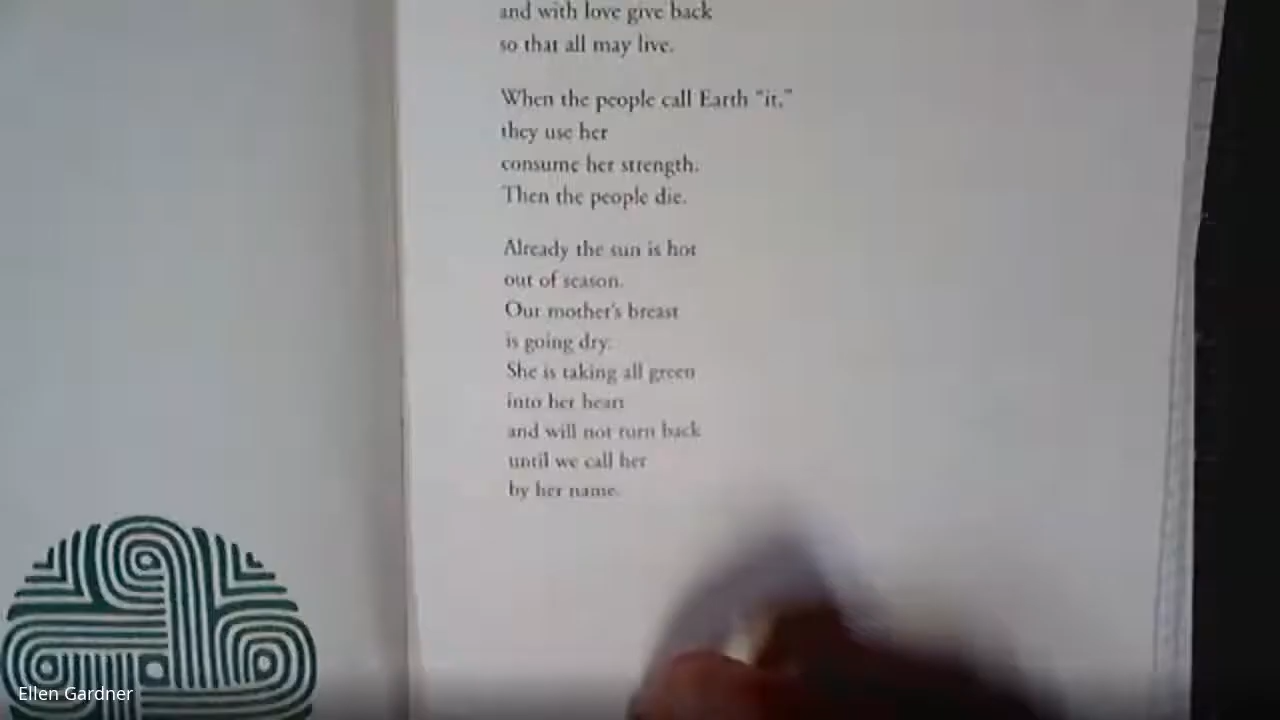 and with love give back
so that all may live.
When the people call Earth “it,”
they use her
consume her strength.
Then the people die.
Already the sun is hot
out of season.
Our mother's breast
is going dry.
She is taking all green
into her heart
and will not turn back
until we call her
by her name.
Ellen Gardner